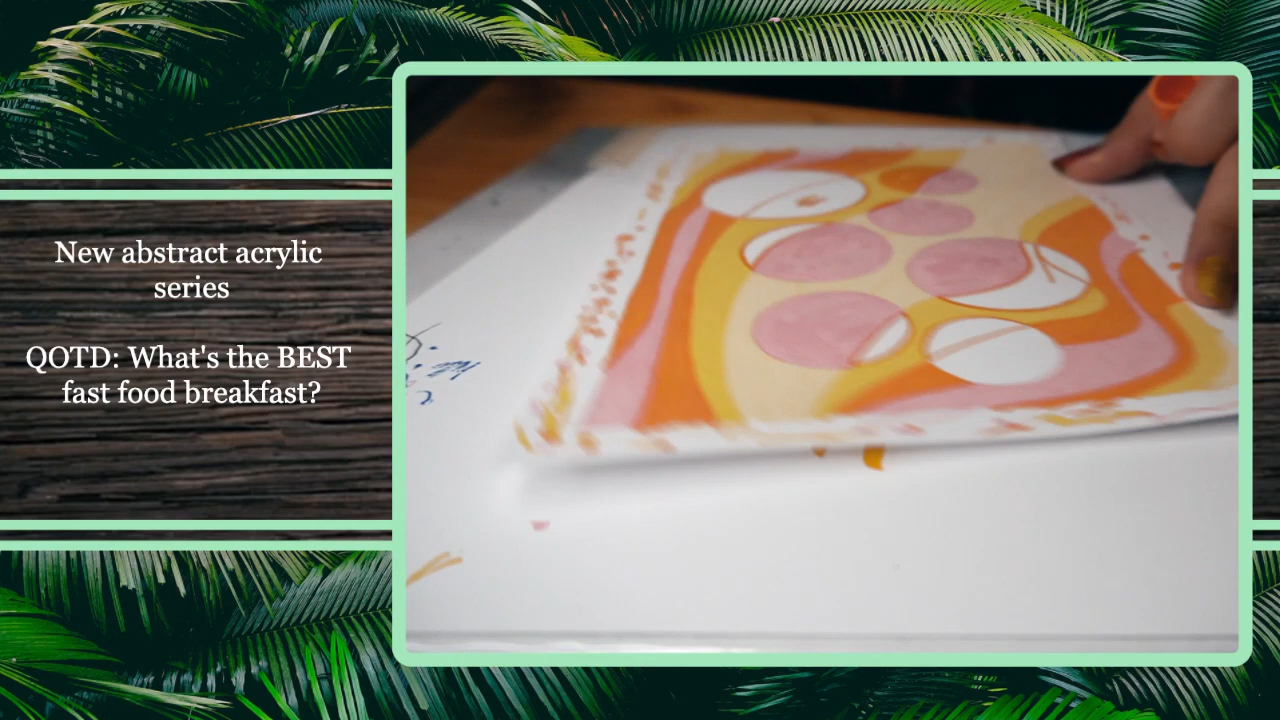 New abstract acrylic
series
QOTD: What's the BEST
fast food breakfast?